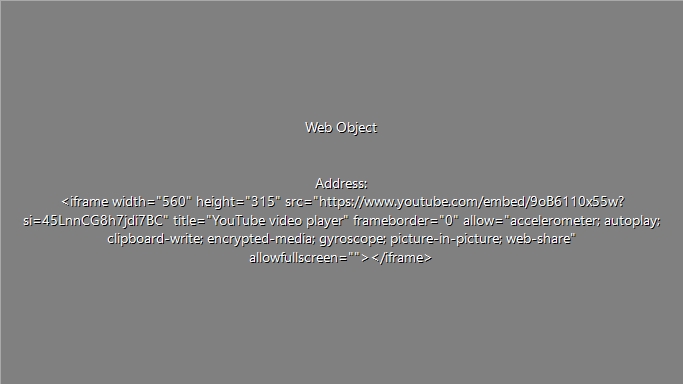 Web Object
Address:
<iframe width="560" height="315" src="https://www.youtube.com/embed/9oB6110x55w?
si=45LnnCG8h7jdi7BC" title="YouTube video player" frameborder="0" allow="accelerometer; autoplay;
clipboard-write; encrypted-media; gyroscope; picture-in-picture; web-share"
allowfullscreen=""></iframe>